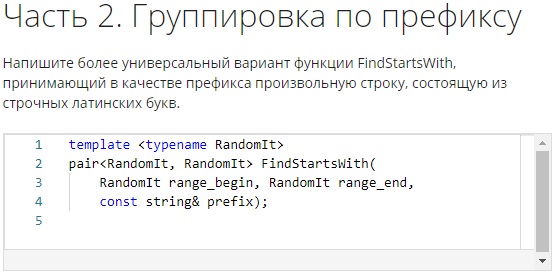 Часть 2. Группировка по префиксу
Напишите более универсальный вариант функции FindStartsWith,
принимающий в качестве префикса произвольную строку, состоящую из
строчных латинских букв.
1 template <typename RandomIt>
2 pair<RandomIt, RandomIt> FindStartsWith(
3     RandomIt range_begin, RandomIt range_end,
4     const string& prefix);
5